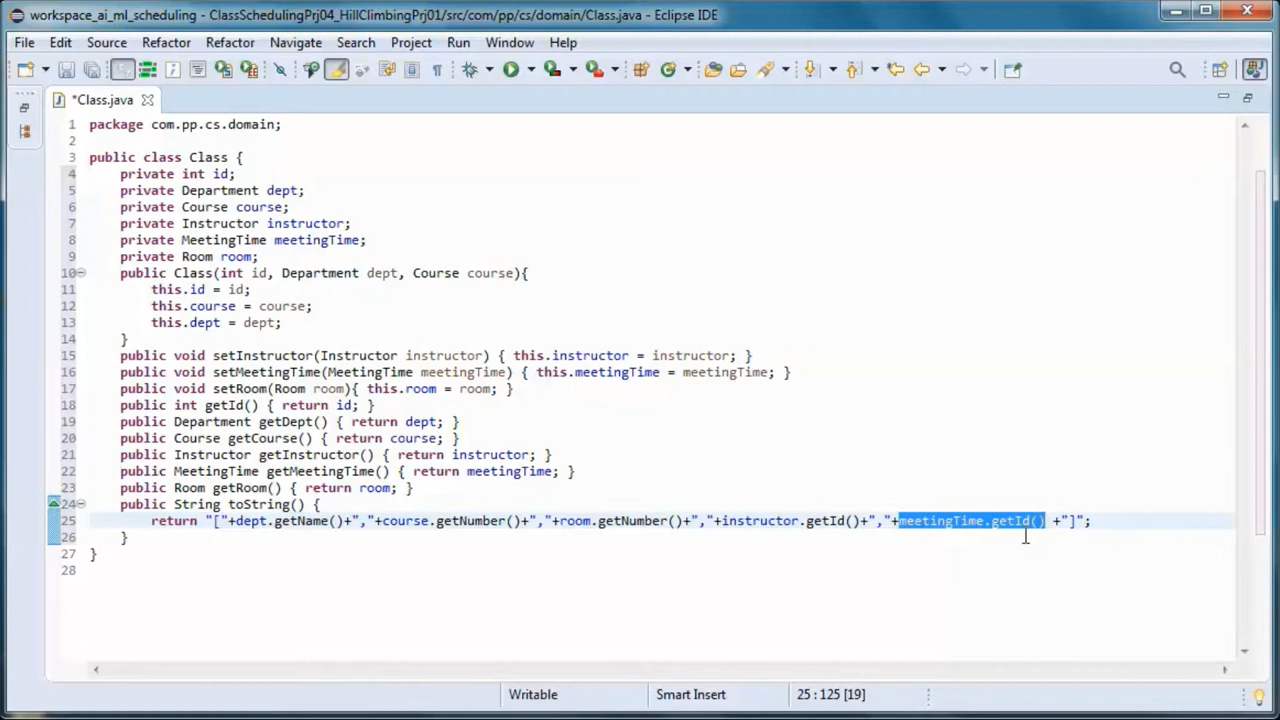 workspace_ai_ml_scheduling - ClassSchedulingPrj04_HillClimbingPrj01/src/com/pp/cs/domain/Class.java - Eclipse IDE
File Edit Source Refactor Refactor Navigate Search Project Run Window Help
*Class.java
1 package com.pp.cs.domain;
2
3 public class Class {
4 private int id;
5 private Department dept;
6 private Course course;
7 private Instructor instructor;
8 private MeetingTime meetingTime;
9 private Room room;
10 public Class(int id, Department dept, Course course){
11 this.id = id;
12 this.course = course;
13 this.dept = dept;
14 }
15 public void setInstructor(Instructor instructor) { this.instructor = instructor; }
16 public void setMeetingTime(MeetingTime meetingTime) { this.meetingTime = meetingTime; }
17 public void setRoom(Room room){ this.room = room; }
18 public int getId() { return id; }
19 public Department getDept() { return dept; }
20 public Course getCourse() { return course; }
21 public Instructor getInstructor() { return instructor; }
22 public MeetingTime getMeetingTime() { return meetingTime; }
23 public Room getRoom() { return room; }
24 public String toString() {
25 return "["+dept.getName()+","+course.getNumber()+","+room.getNumber()+","+instructor.getId()+","+meetingTime.getId() +"]";
26 }
27 }
28
Writable Smart Insert 25 : 125 [19]